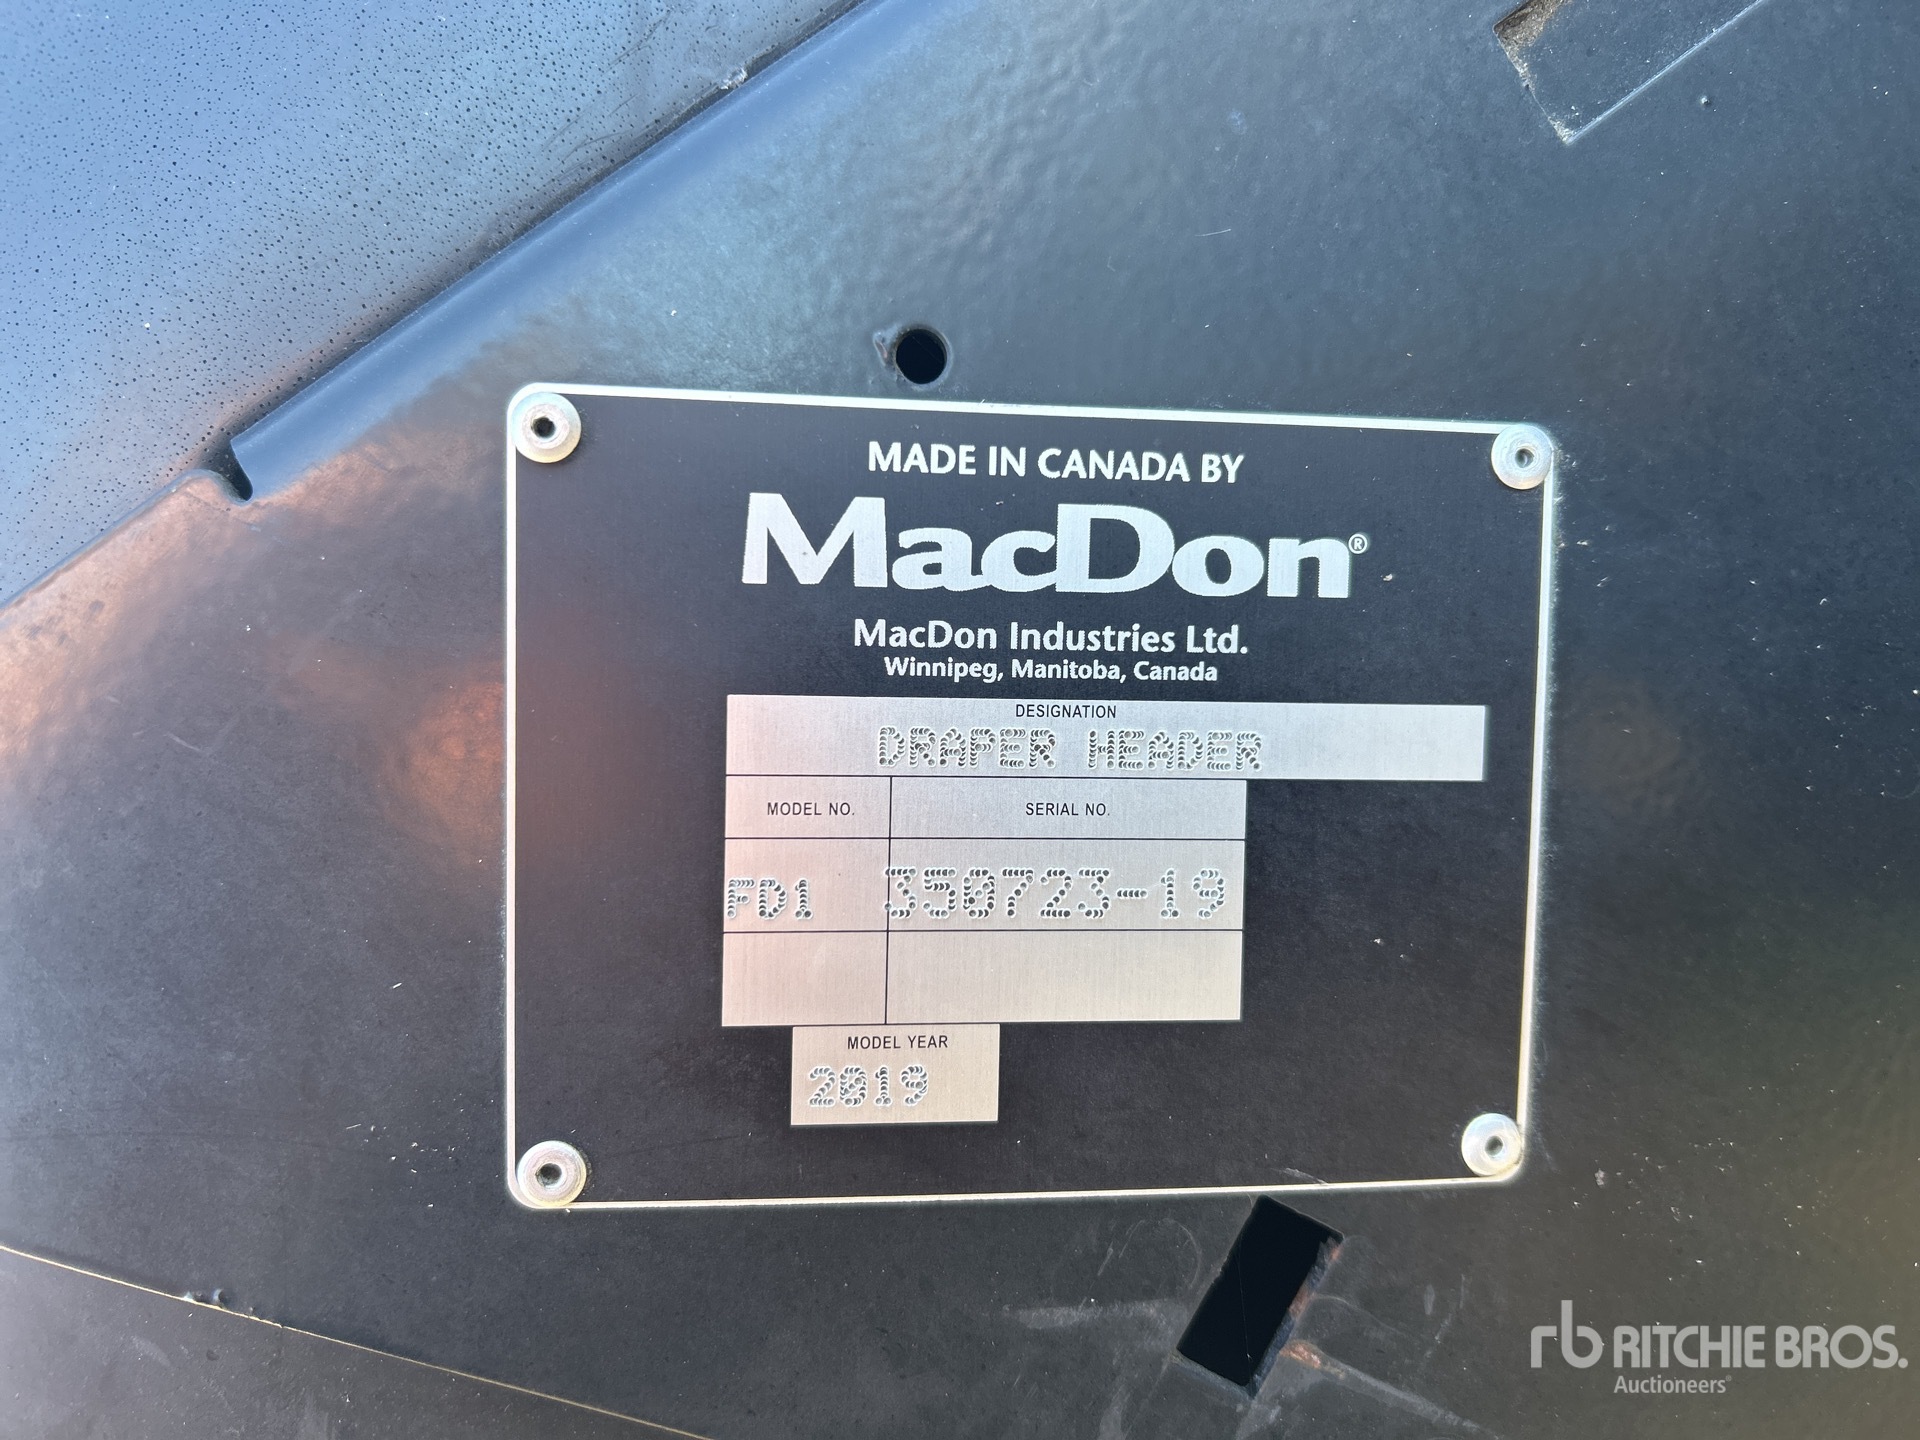 MADE IN CANADA BY
MacDon®
MacDon Industries Ltd.
Winnipeg, Manitoba, Canada
DESIGNATION
DRAPER HEADER
MODEL NO. SERIAL NO.
FD1 350723-19
MODEL YEAR
2019
rb RITCHIE BROS.
Auctioneers